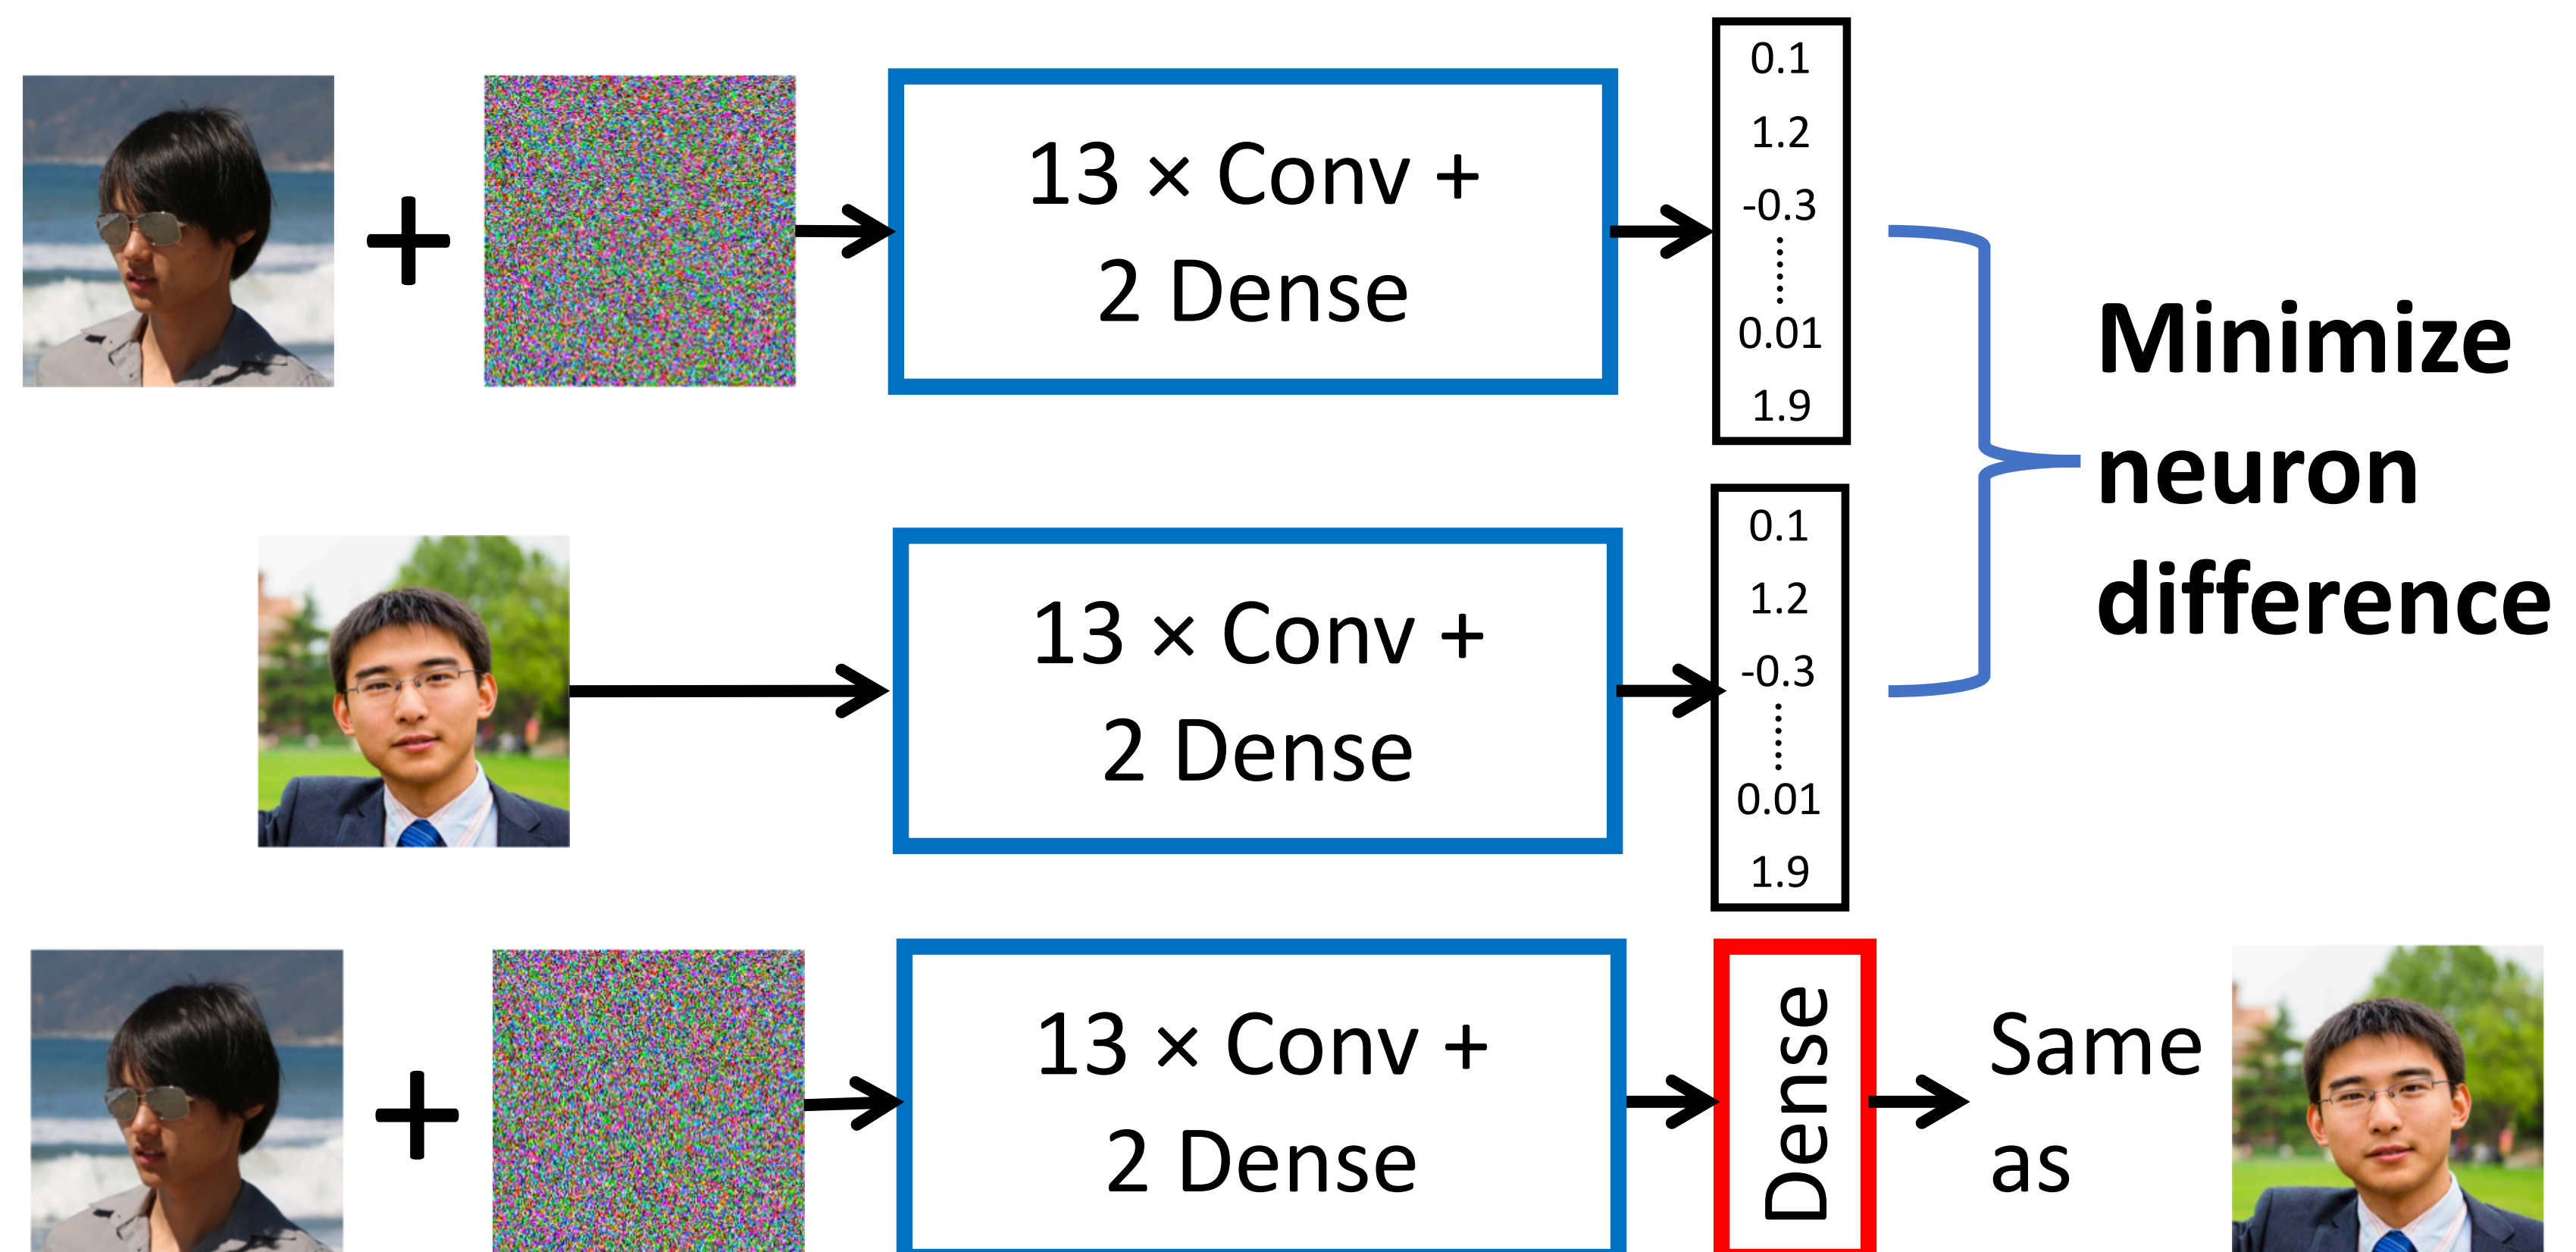 13 × Conv +
2 Dense
0.1
1.2
-0.3
0.01
1.9
13 × Conv +
2 Dense
0.1
1.2
-0.3
0.01
1.9
Minimize
neuron
difference
13 × Conv +
2 Dense
Dense
Same
as